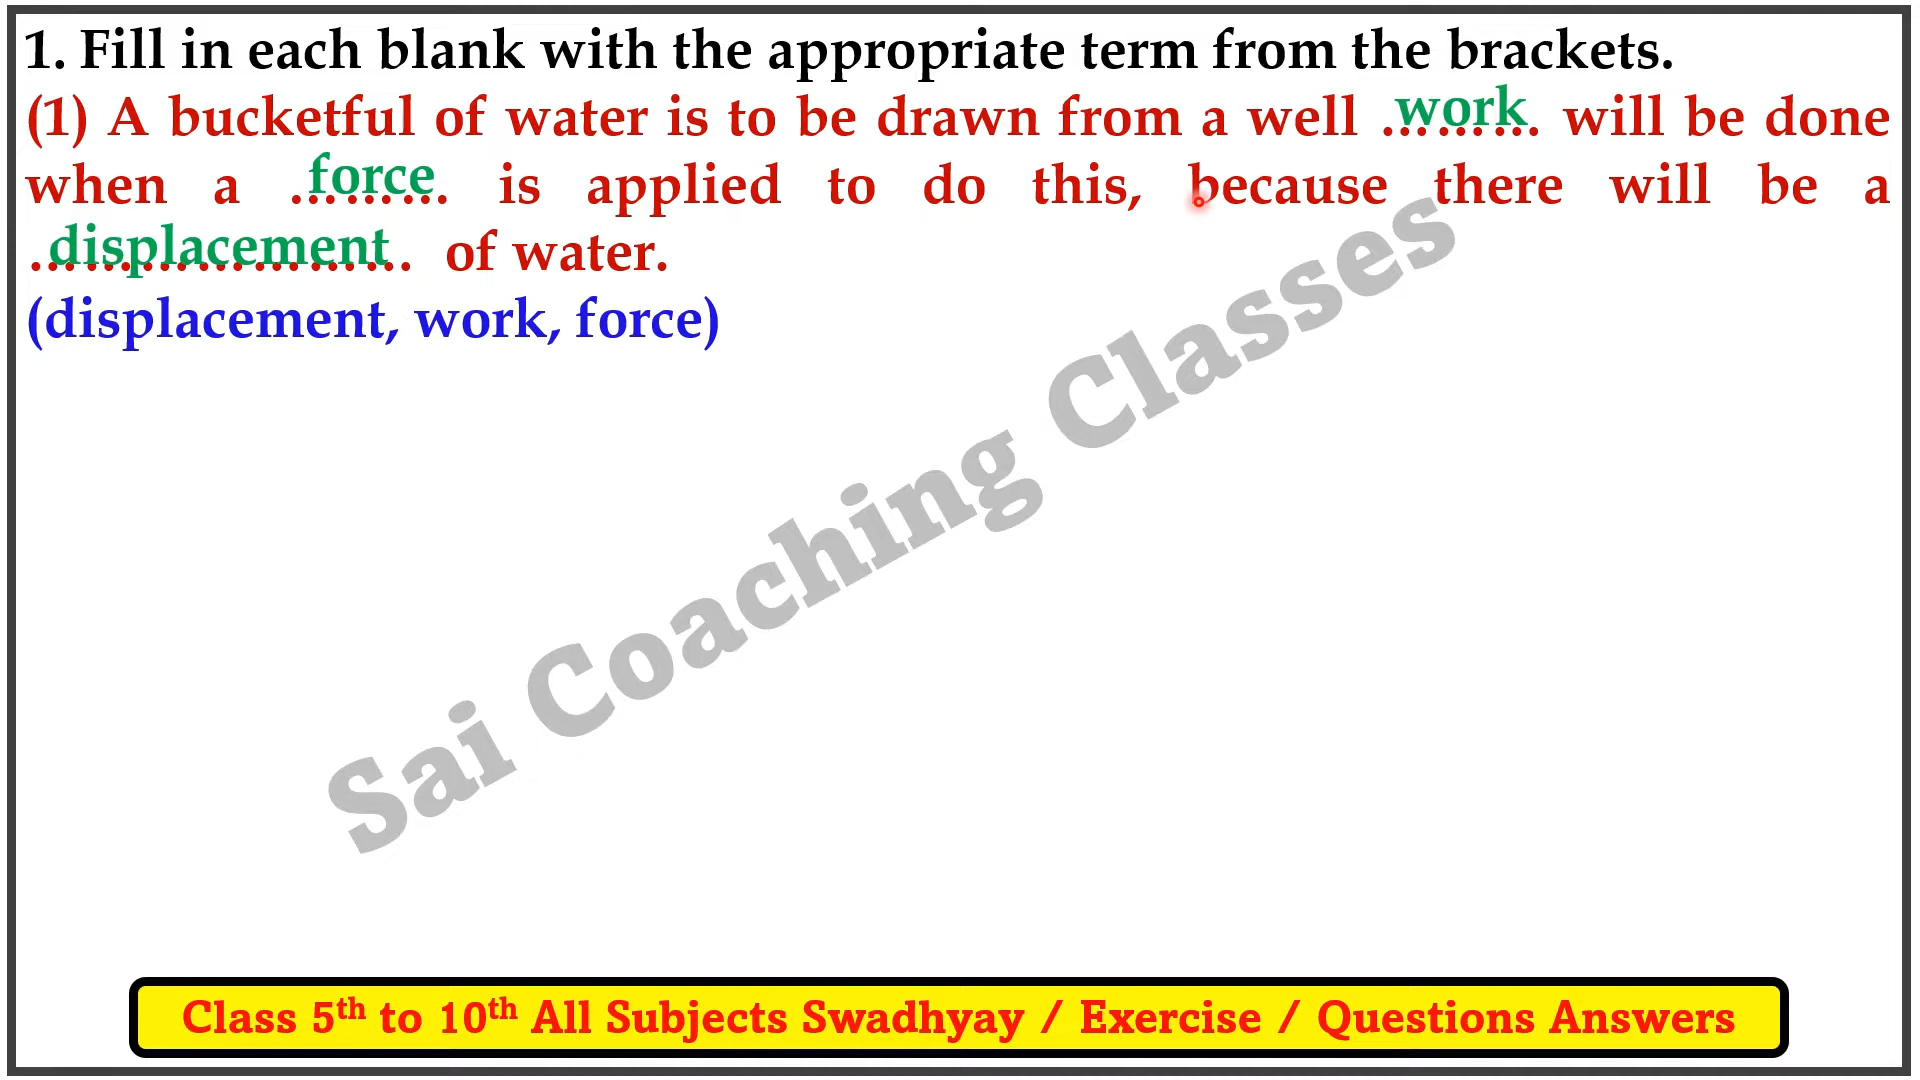 1. Fill in each blank with the appropriate term from the brackets.
(1) A bucketful of water is to be drawn from a well ...work... will be done
when a ...force... is applied to do this, because there will be a
...displacement... of water.
(displacement, work, force)
Sai Coaching Classes
Class 5th to 10th All Subjects Swadhyay / Exercise / Questions Answers